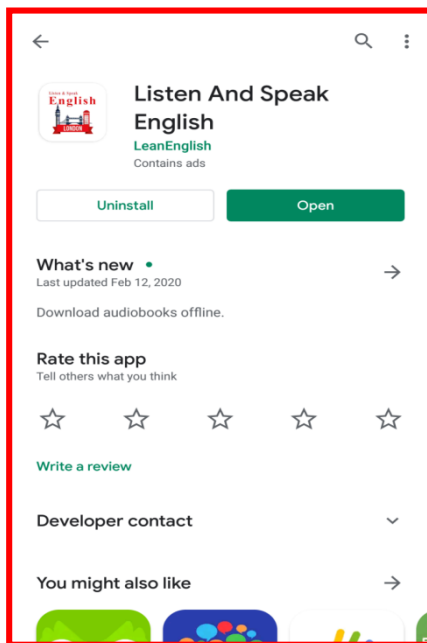 Listen & Speak
English
LONDON
Listen And Speak
English
LeanEnglish
Contains ads
Uninstall
Open
What's new
Last updated Feb 12, 2020
Download audiobooks offline.
Rate this app
Tell others what you think
Write a review
Developer contact
You might also like